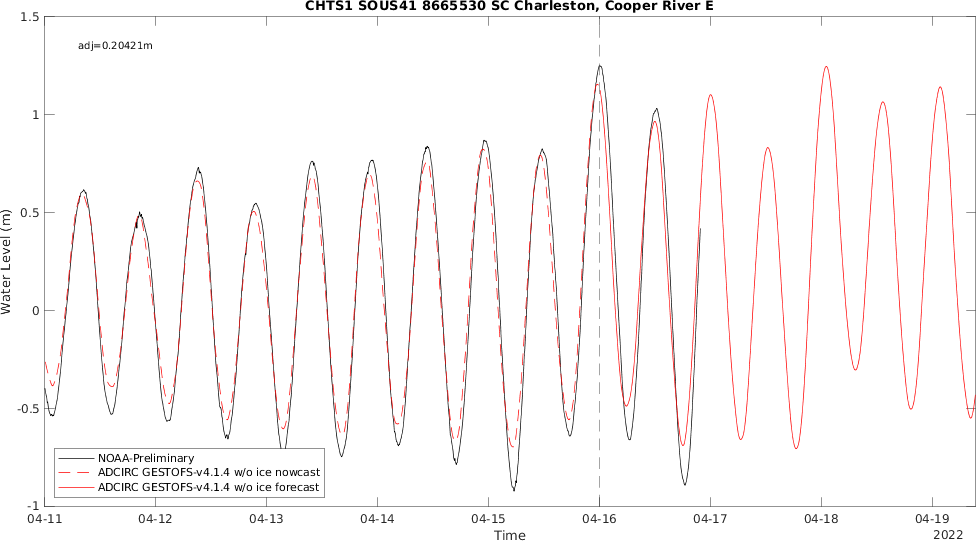 CHTS1 SOUS41 8665530 SC Charleston, Cooper River E
adj=0.20421m
1.5
1
0.5
0
-0.5
-1
Water Level (m)
NOAA-Preliminary
ADCIRC GESTOFS-v4.1.4 w/o ice nowcast
ADCIRC GESTOFS-v4.1.4 w/o ice forecast
04-11 04-12 04-13 04-14 04-15 04-16 04-17 04-18 04-19
Time
2022